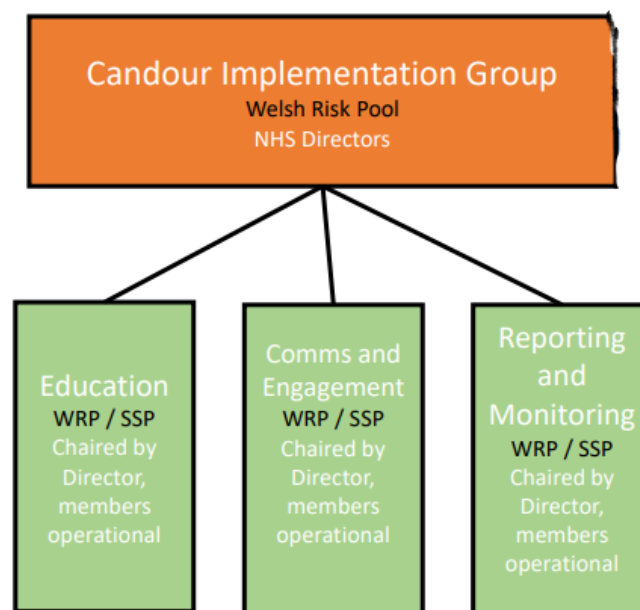 Candour Implementation Group
Welsh Risk Pool
NHS Directors
Education
WRP / SSP
Chaired by
Director,
members
operational
Comms and
Engagement
WRP / SSP
Chaired by
Director,
members
operational
Reporting
and
Monitoring
WRP / SSP
Chaired by
Director,
members
operational